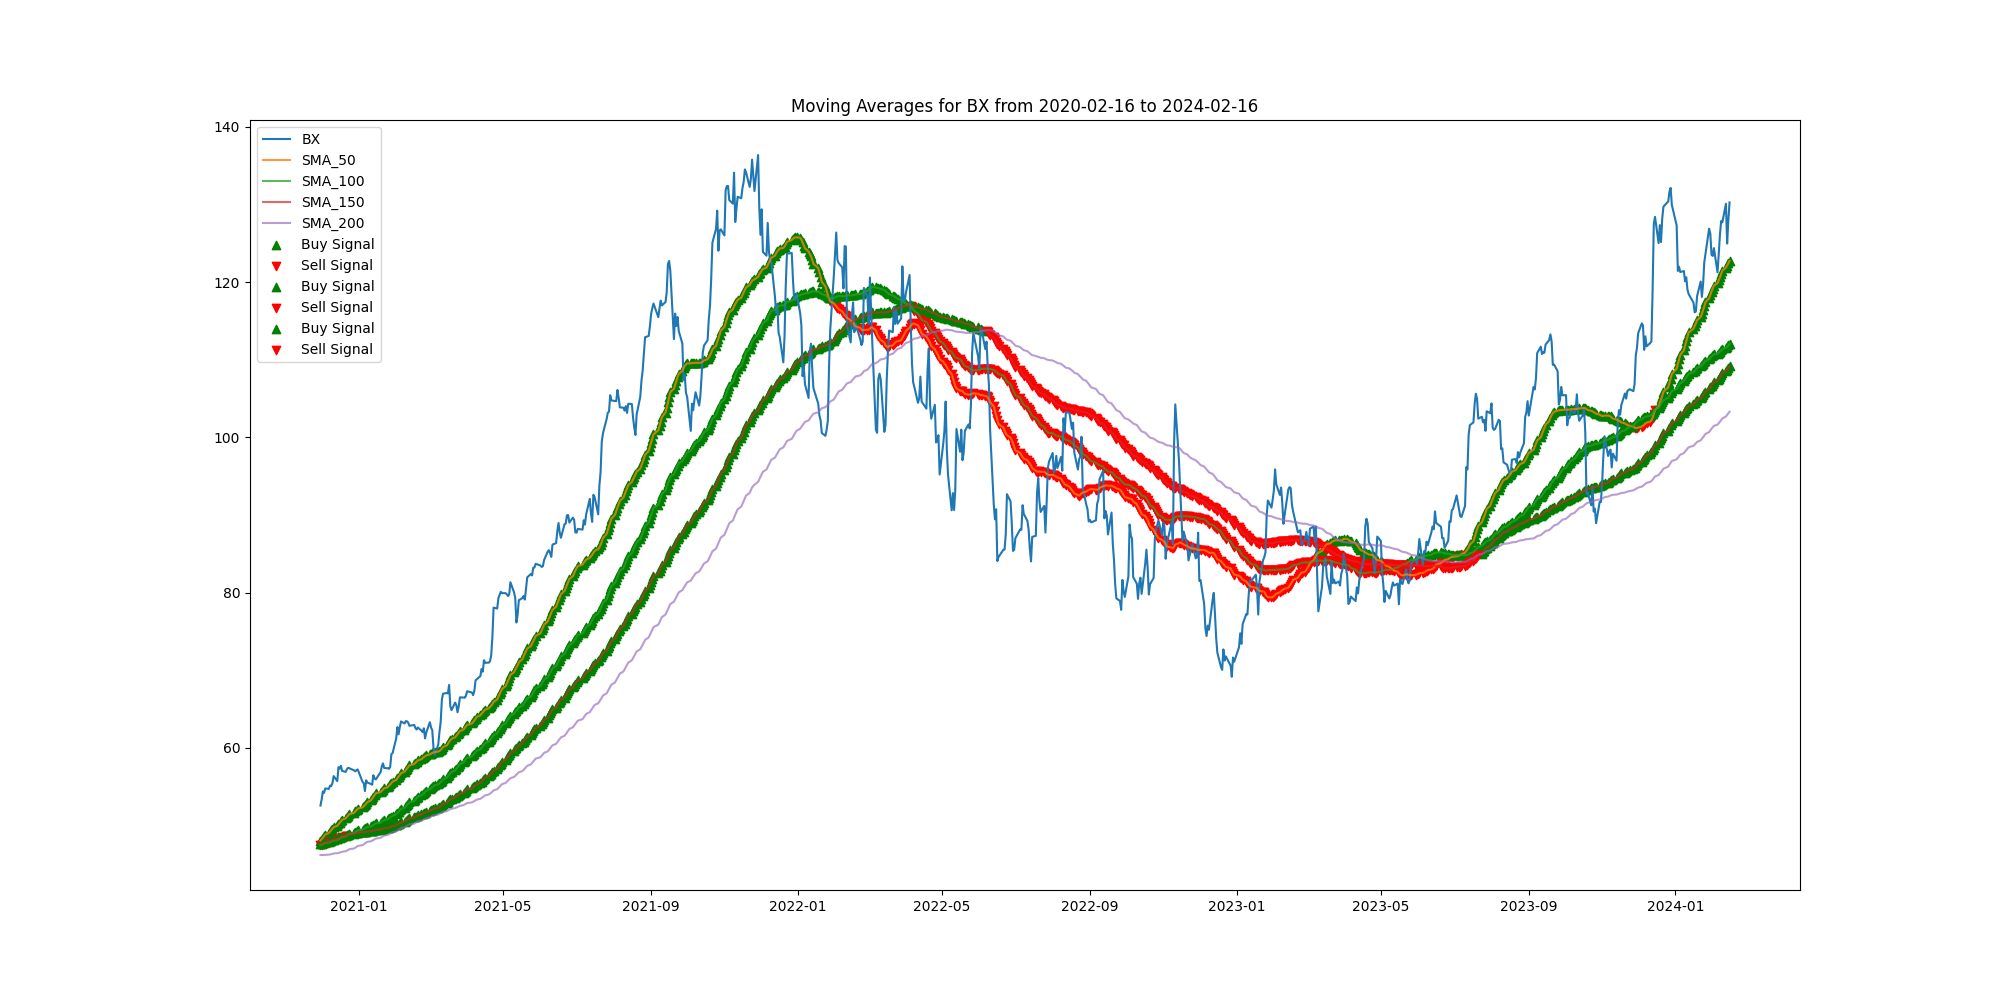 Moving Averages for BX from 2020-02-16 to 2024-02-16
140
120
100
80
60
BX
SMA_50
SMA_100
SMA_150
SMA_200
Buy Signal
Sell Signal
Buy Signal
Sell Signal
Buy Signal
Sell Signal
2021-01 2021-05 2021-09 2022-01 2022-05 2022-09 2023-01 2023-05 2023-09 2024-01